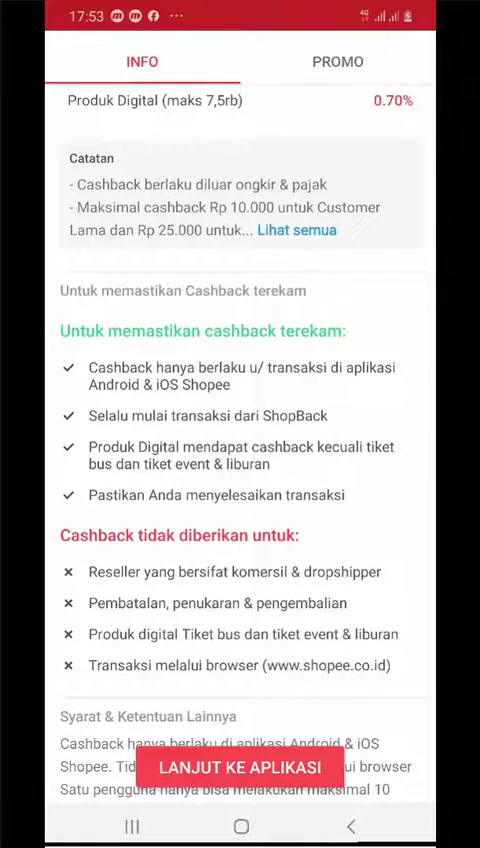 17:53
4G
INFO
PROMO
Produk Digital (maks 7,5rb)
0.70%
Catatan
- Cashback berlaku diluar ongkir & pajak
- Maksimal cashback Rp 10.000 untuk Customer
Lama dan Rp 25.000 untuk... Lihat semua
Untuk memastikan Cashback terekam
Untuk memastikan cashback terekam:
Cashback hanya berlaku u/ transaksi di aplikasi
Android & iOS Shopee
Selalu mulai transaksi dari ShopBack
Produk Digital mendapat cashback kecuali tiket
bus dan tiket event & liburan
Pastikan Anda menyelesaikan transaksi
Cashback tidak diberikan untuk:
Reseller yang bersifat komersil & dropshipper
Pembatalan, penukaran & pengembalian
Produk digital Tiket bus dan tiket event & liburan
Transaksi melalui browser (www.shopee.co.id)
Syarat & Ketentuan Lainnya
Cashback hanya berlaku di aplikasi Android & iOS
Shopee. browser
LANJUT KE APLIKASI
Satu pengguna hanya bisa melakukan maksimal 10